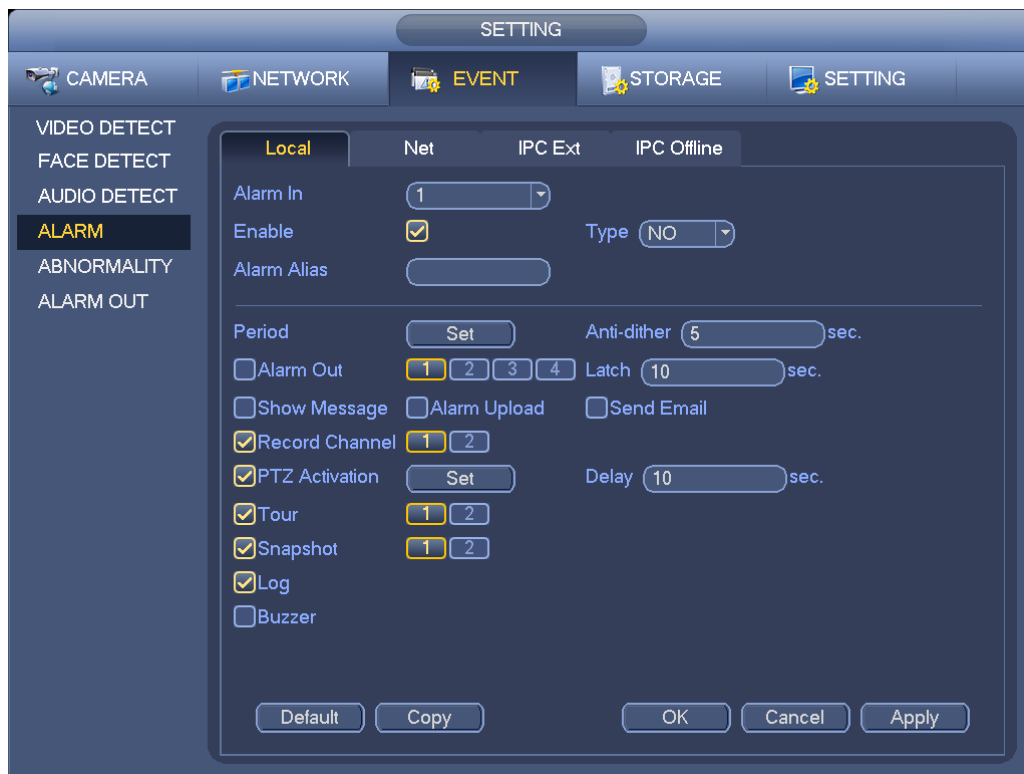 SETTING
CAMERA NETWORK EVENT STORAGE SETTING
VIDEO DETECT
FACE DETECT
AUDIO DETECT
ALARM
ABNORMALITY
ALARM OUT
Local Net IPC Ext IPC Offline
Alarm In 1
Enable Type NO
Alarm Alias
Period Set Anti-dither 5 sec.
Alarm Out 1 2 3 4 Latch 10 sec.
Show Message Alarm Upload Send Email
Record Channel 1 2
PTZ Activation Set Delay 10 sec.
Tour 1 2
Snapshot 1 2
Log
Buzzer
Default Copy OK Cancel Apply